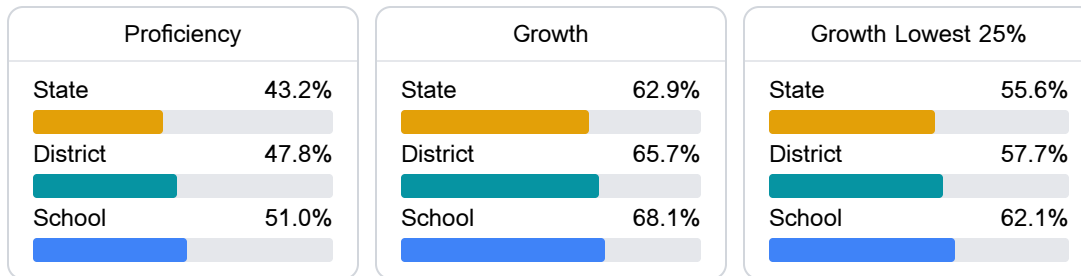 Proficiency
State 43.2%
District 47.8%
School 51.0%
Growth
State 62.9%
District 65.7%
School 68.1%
Growth Lowest 25%
State 55.6%
District 57.7%
School 62.1%